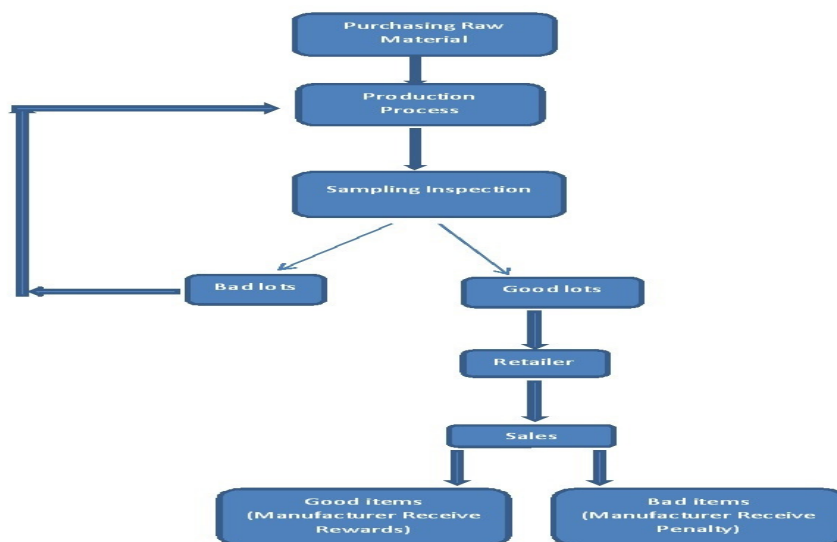 Purchasing Raw
Material
Production
Process
Sampling Inspection
Bad lots
Good lots
Retailer
Sales
Good items
(Manufacturer Receive
Rewards)
Bad items
(Manufacturer Receive
Penalty)